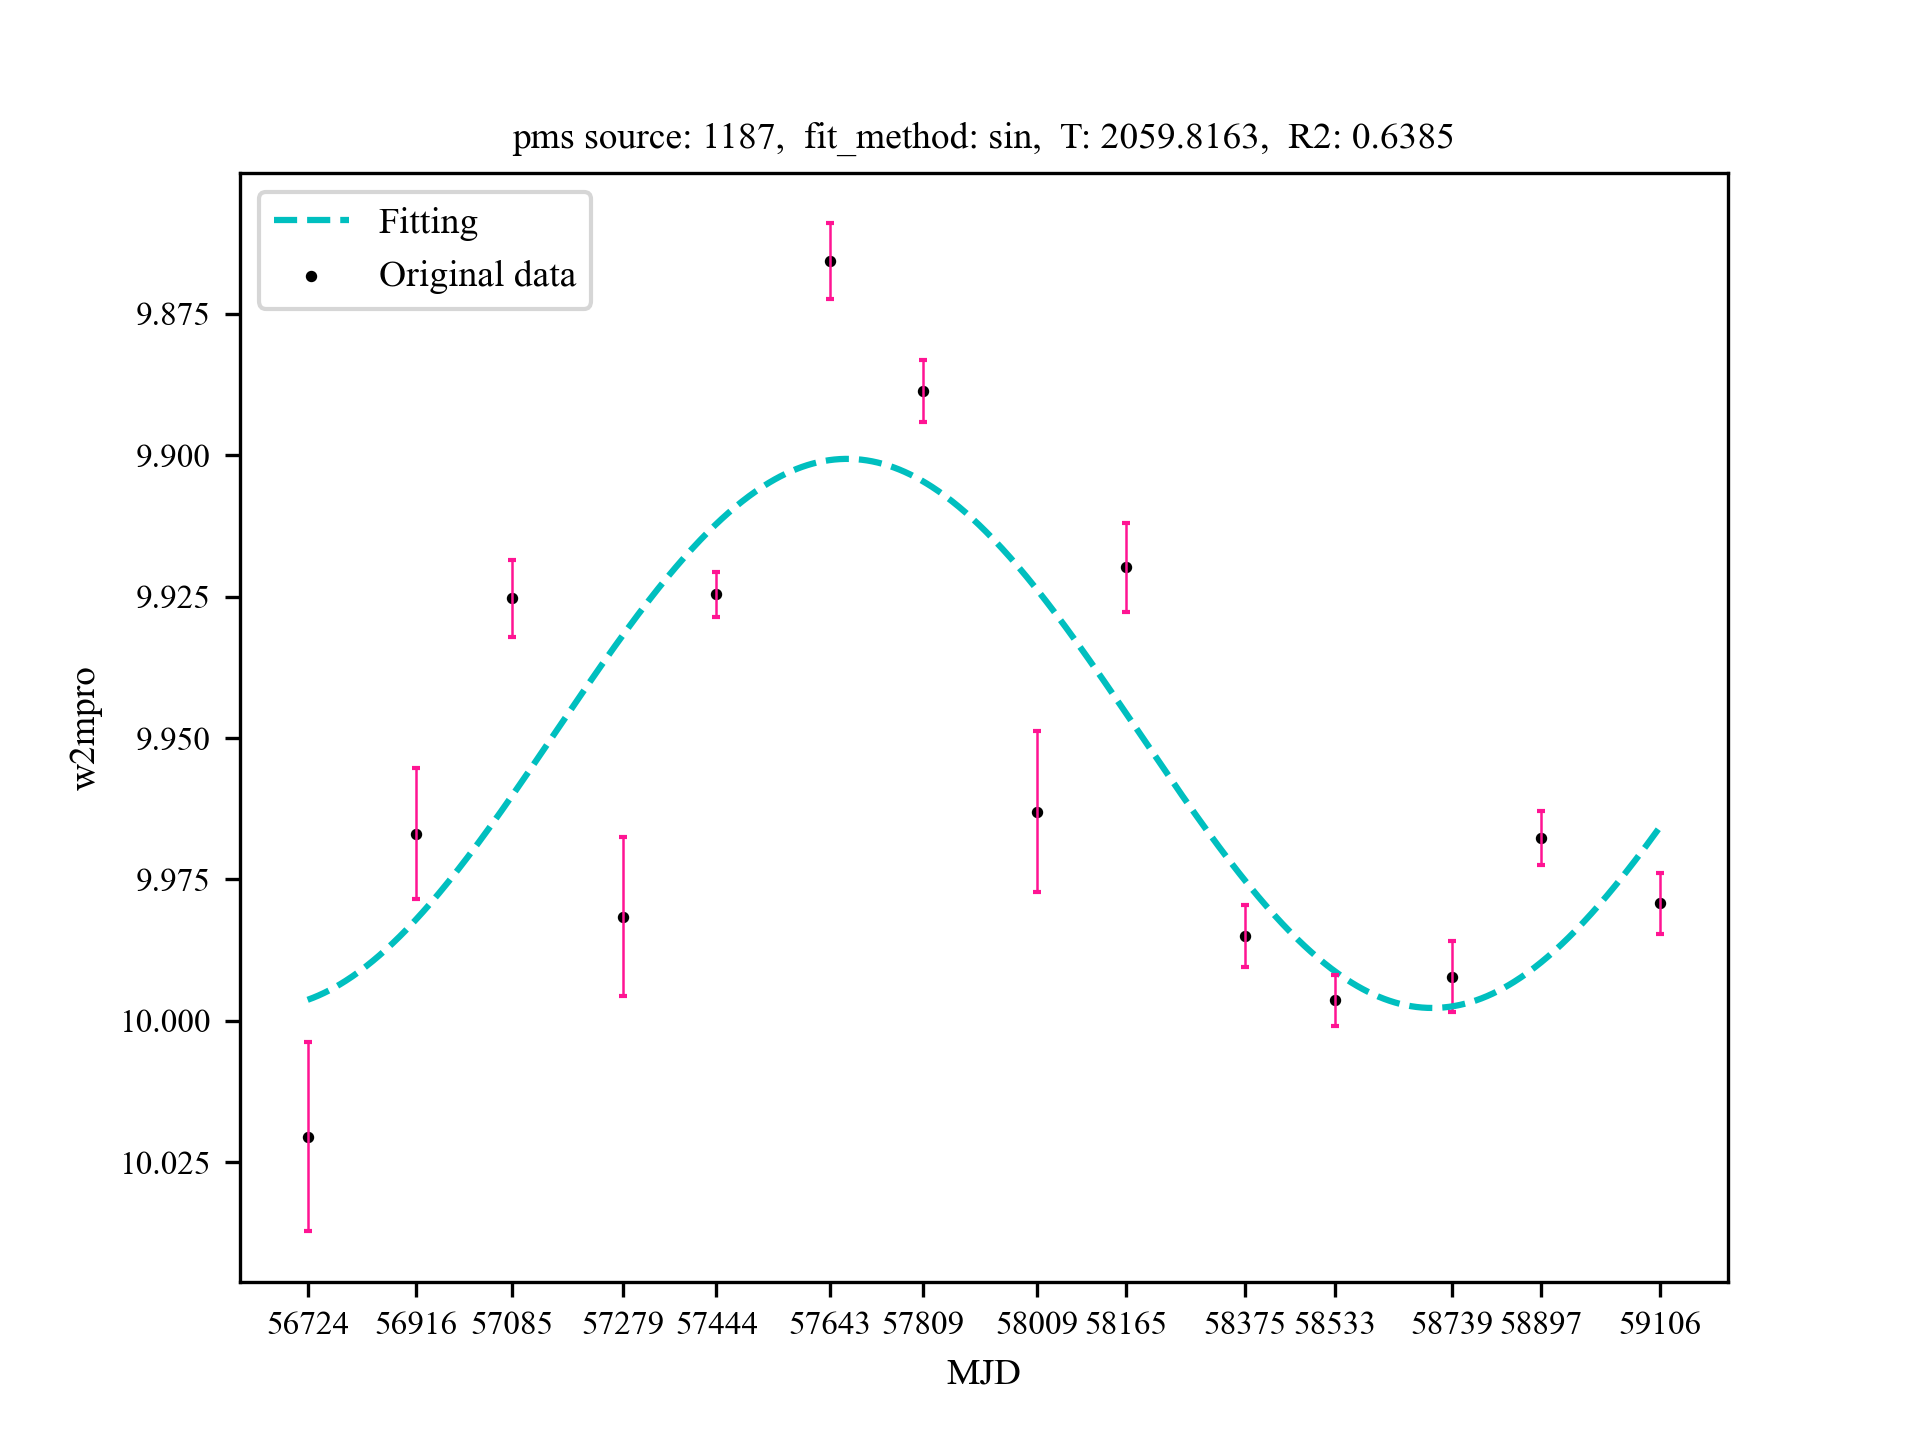 pms source: 1187, fit_method: sin, T: 2059.8163, R2: 0.6385
Fitting
Original data
9.875
9.900
9.925
9.950
9.975
10.000
10.025
w2mpro
56724 56916 57085 57279 57444 57643 57809 58009 58165 58375 58533 58739 58897 59106
MJD